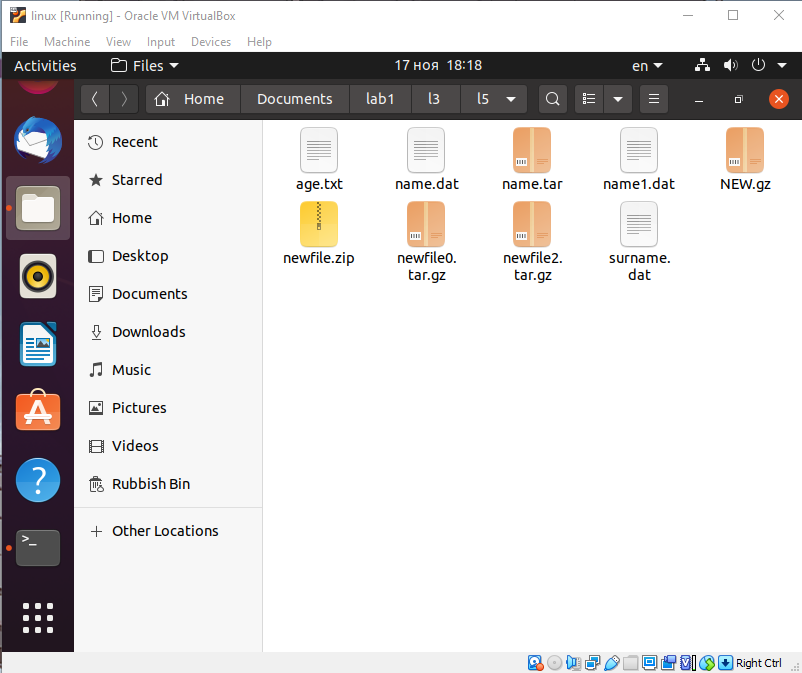 linux [Running] - Oracle VM VirtualBox
File Machine View Input Devices Help
Activities Files 17 ноя 18:18 en
Home Documents lab1 l3 l5
Recent
Starred
Home
Desktop
Documents
Downloads
Music
Pictures
Videos
Rubbish Bin
Other Locations
age.txt name.dat name.tar name1.dat NEW.gz
newfile.zip newfile0. newfile2. surname.
tar.gz tar.gz dat
Right Ctrl